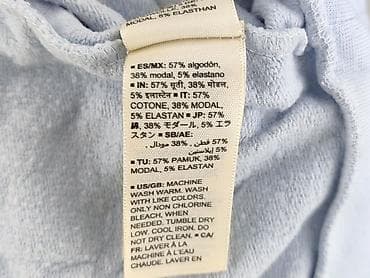 MODAL, 5% ELASTHAN
▪ ES/MX: 57% algodón,
38% modal, 5% elastano
▪ IN: 57% सूती, 38% मोडल,
5% इलास्टेन ▪ IT: 57%
COTONE, 38% MODAL,
5% ELASTAN ▪ JP: 57%
綿, 38% モダール, 5% エラ
スタン ▪ SB/AE:
57% قطن , 38% مودال ,
5% إيلاستان
▪ TU: 57% PAMUK, 38%
MODAL, 5% ELASTAN
▪ US/GB: MACHINE
WASH WARM. WASH
WITH LIKE COLORS.
ONLY NON CHLORINE
BLEACH, WHEN
NEEDED. TUMBLE DRY
LOW. COOL IRON. DO
NOT DRY CLEAN ▪ CA/
FR: LAVER À LA
MACHINE À L'EAU
CHAUDE. LAVER EN